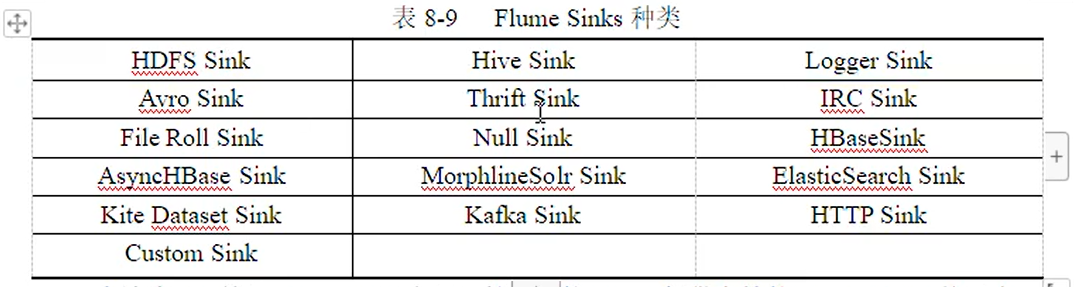 表 8-9 Flume Sinks 种类
HDFS Sink Hive Sink Logger Sink
Avro Sink Thrift Sink IRC Sink
File Roll Sink Null Sink HBaseSink
AsyncHBase Sink MorphlineSolr Sink ElasticSearch Sink
Kite Dataset Sink Kafka Sink HTTP Sink
Custom Sink